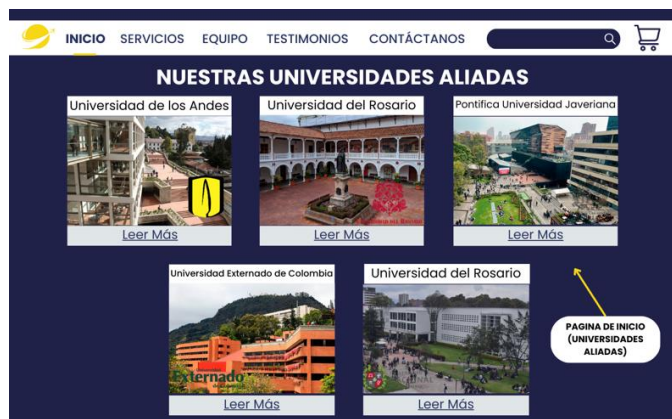 INICIO SERVICIOS EQUIPO TESTIMONIOS CONTÁCTANOS
NUESTRAS UNIVERSIDADES ALIADAS
Universidad de los Andes
Universidad del Rosario
Pontifica Universidad Javeriana
Leer Más
Leer Más
Leer Más
Universidad Externado de Colombia
Universidad del Rosario
Externado
Leer Más
Leer Más
PAGINA DE INICIO
(UNIVERSIDADES
ALIADAS)